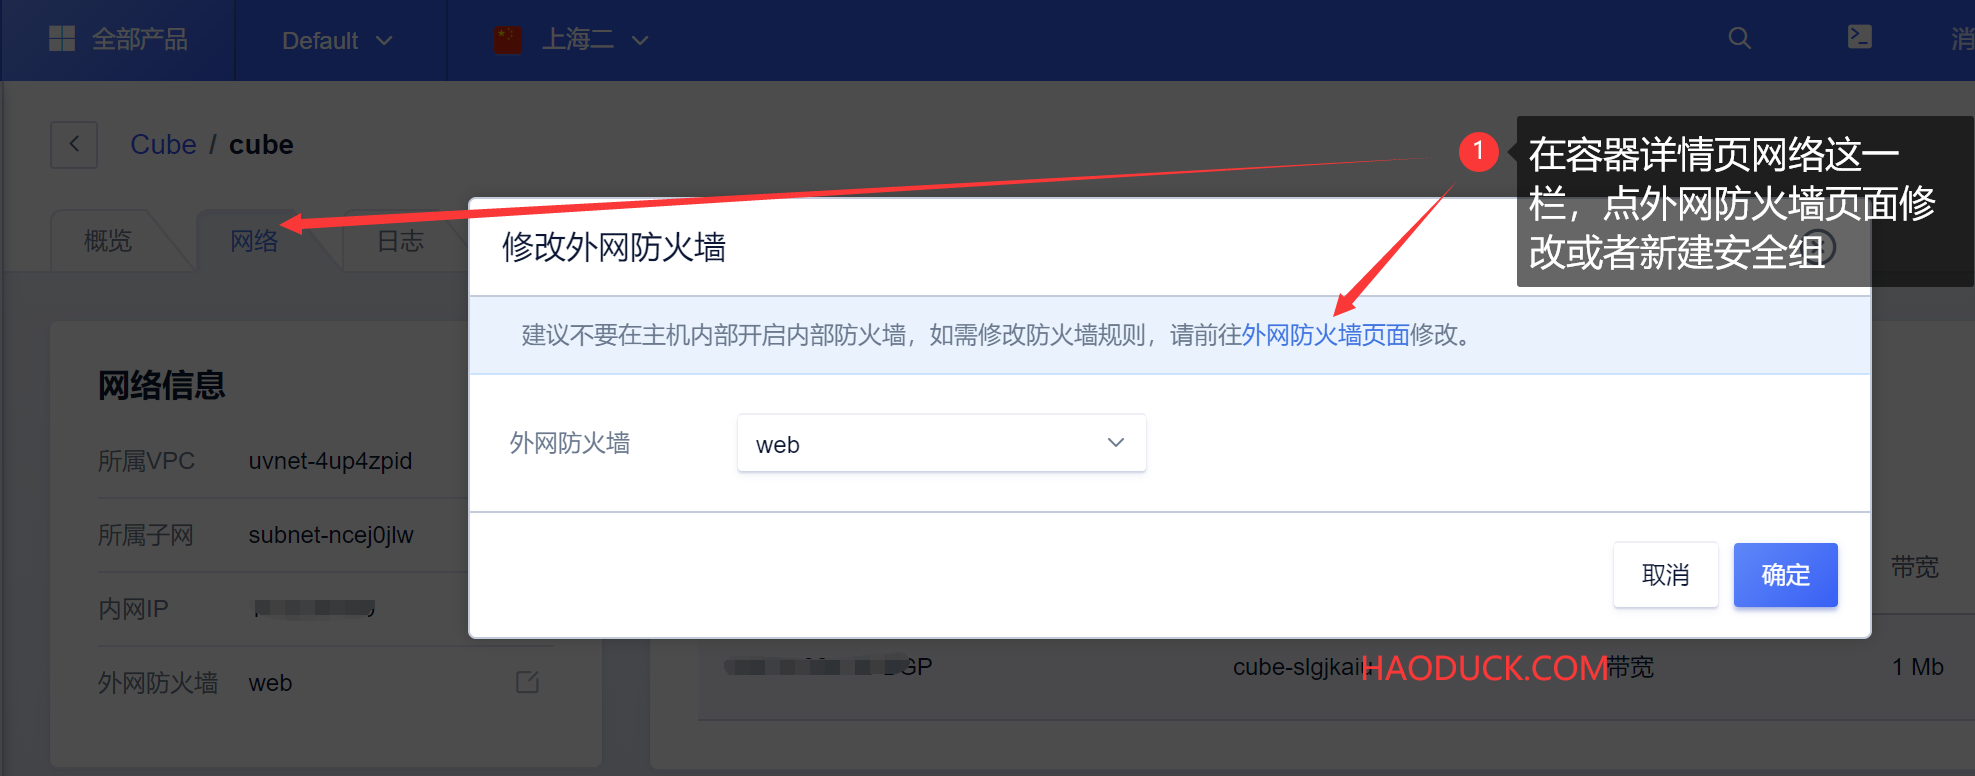 全部产品
Default
上海二
消
Cube / cube
1
在容器详情页网络这一
栏，点外网防火墙页面修
改或者新建安全组
概览
网络
日志
修改外网防火墙
建议不要在主机内部开启内部防火墙，如需修改防火墙规则，请前往外网防火墙页面修改。
网络信息
外网防火墙
web
所属VPC
uvnet-4up4zpid
所属子网
subnet-ncej0jlw
取消
确定
带宽
内网IP
外网防火墙
web
GP
HAODUCK.COM
带宽
1 Mb